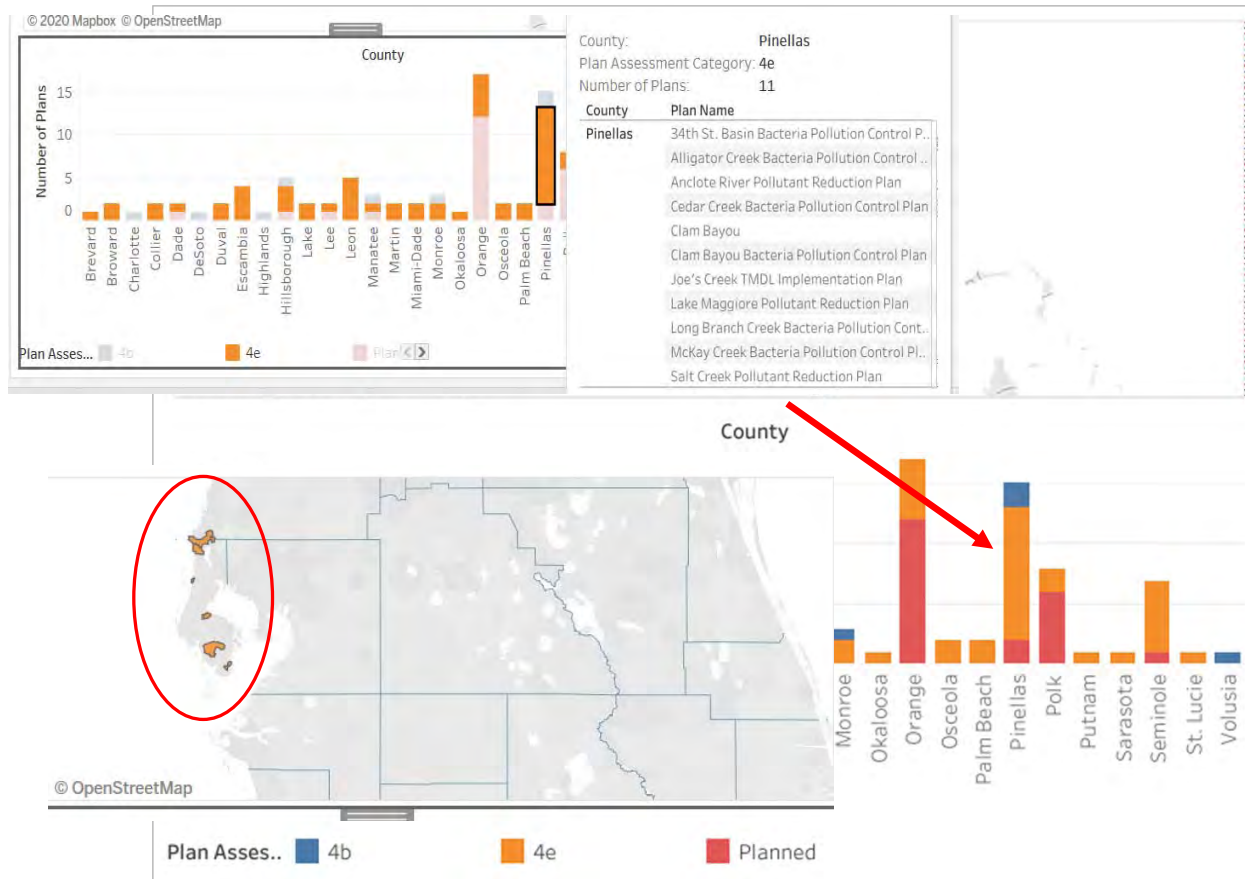 © 2020 Mapbox © OpenStreetMap
County
Number of Plans
15
10
5
0
Brevard
Broward
Charlotte
Collier
Dade
DeSoto
Duval
Escambia
Highlands
Hillsborough
Lake
Lee
Leon
Manatee
Martin
Miami-Dade
Monroe
Okaloosa
Orange
Osceola
Palm Beach
Pinellas
Plan Asses... 4b 4e Plan
County: Pinellas
Plan Assessment Category: 4e
Number of Plans: 11
County Plan Name
Pinellas 34th St. Basin Bacteria Pollution Control P..
Alligator Creek Bacteria Pollution Control ..
Anclote River Pollutant Reduction Plan
Cedar Creek Bacteria Pollution Control Plan
Clam Bayou
Clam Bayou Bacteria Pollution Control Plan
Joe's Creek TMDL Implementation Plan
Lake Maggiore Pollutant Reduction Plan
Long Branch Creek Bacteria Pollution Cont..
McKay Creek Bacteria Pollution Control Pl..
Salt Creek Pollutant Reduction Plan
County
Monroe
Okaloosa
Orange
Osceola
Palm Beach
Pinellas
Polk
Putnam
Sarasota
Seminole
St. Lucie
Volusia
© OpenStreetMap
Plan Asses.. 4b 4e Planned